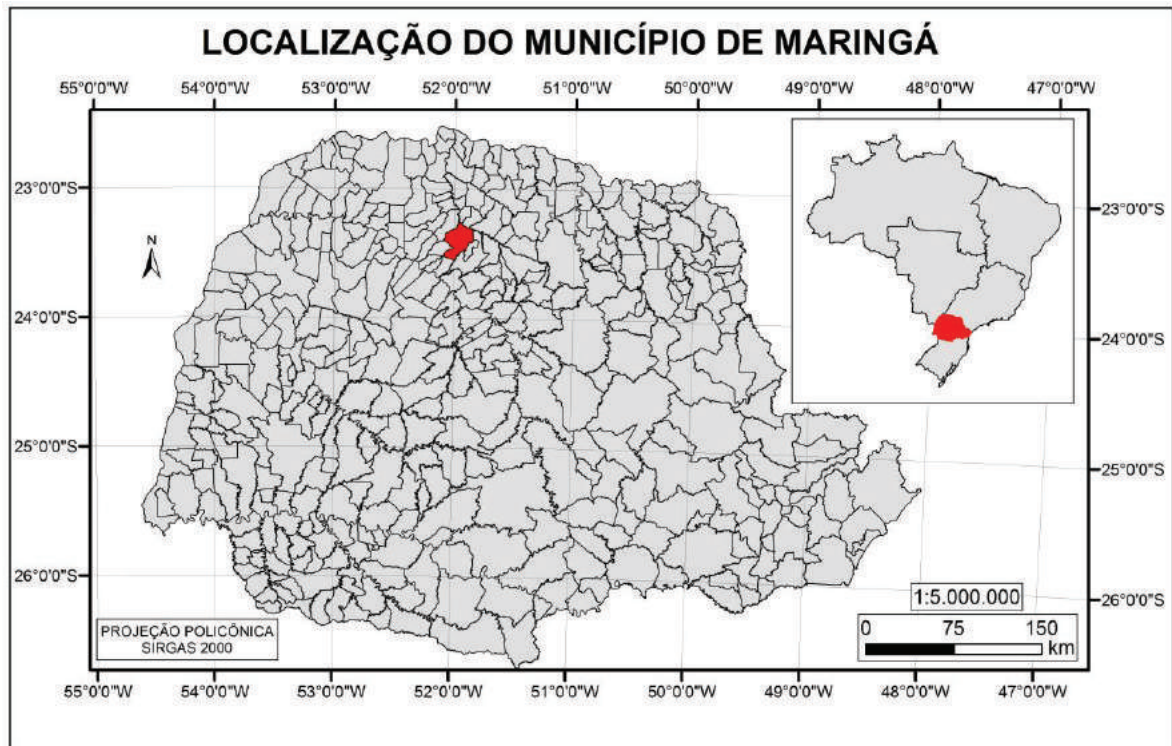 LOCALIZAÇÃO DO MUNICÍPIO DE MARINGÁ
55°0'0"W 54°0'0"W 53°0'0"W 52°0'0"W 51°0'0"W 50°0'0"W 49°0'0"W 48°0'0"W 47°0'0"W
23°0'0"S
23°0'0"S
N
24°0'0"S
24°0'0"S
25°0'0"S
25°0'0"S
26°0'0"S
26°0'0"S
1:5.000.000
0 75 150
km
PROJEÇÃO POLICÔNICA
SIRGAS 2000
55°0'0"W 54°0'0"W 53°0'0"W 52°0'0"W 51°0'0"W 50°0'0"W 49°0'0"W 48°0'0"W 47°0'0"W